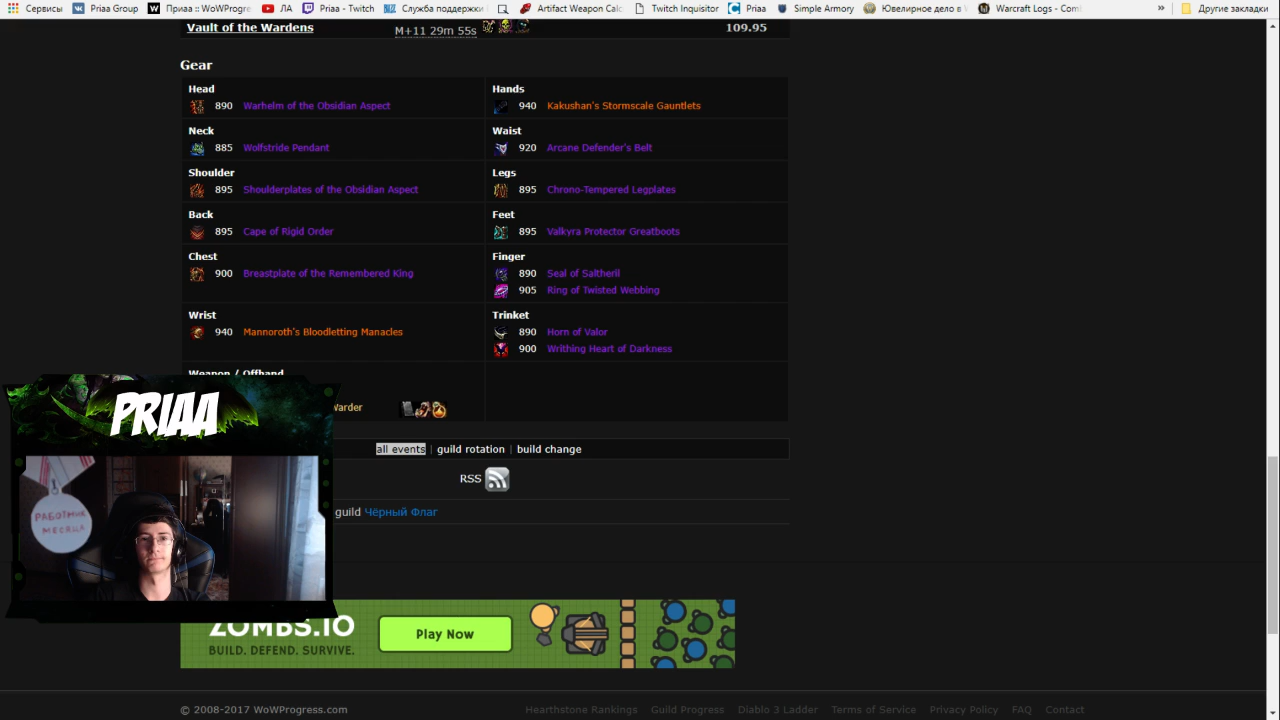 Сервисы Priaa Group Приаа :: WoWProgre ЛА Priaa - Twitch Служба поддержки Artifact Weapon Calc Twitch Inquisitor Priaa Simple Armory Ювелирное дело в Warcraft Logs - Com » Другие закладки
Vault of the Wardens M+11 29m 55s 109.95
Gear
Head Hands
890 Warhelm of the Obsidian Aspect 940 Kakushan's Stormscale Gauntlets
Neck Waist
885 Wolfstride Pendant 920 Arcane Defender's Belt
Shoulder Legs
895 Shoulderplates of the Obsidian Aspect 895 Chrono-Tempered Legplates
Back Feet
895 Cape of Rigid Order 895 Valkyra Protector Greatboots
Chest Finger
900 Breastplate of the Remembered King 890 Seal of Saltheril
905 Ring of Twisted Webbing
Wrist Trinket
940 Mannoroth's Bloodletting Manacles 890 Horn of Valor
900 Writhing Heart of Darkness
Weapon / Offhand
Warder
PRIAA
all events | guild rotation | build change
RSS
guild Чёрный Флаг
РАБОТНИК
МЕСЯЦА
ZOMBS.IO
BUILD. DEFEND. SURVIVE.
Play Now
© 2008-2017 WoWProgress.com Hearthstone Rankings Guild Progress Diablo 3 Ladder Terms of Service Privacy Policy FAQ Contact